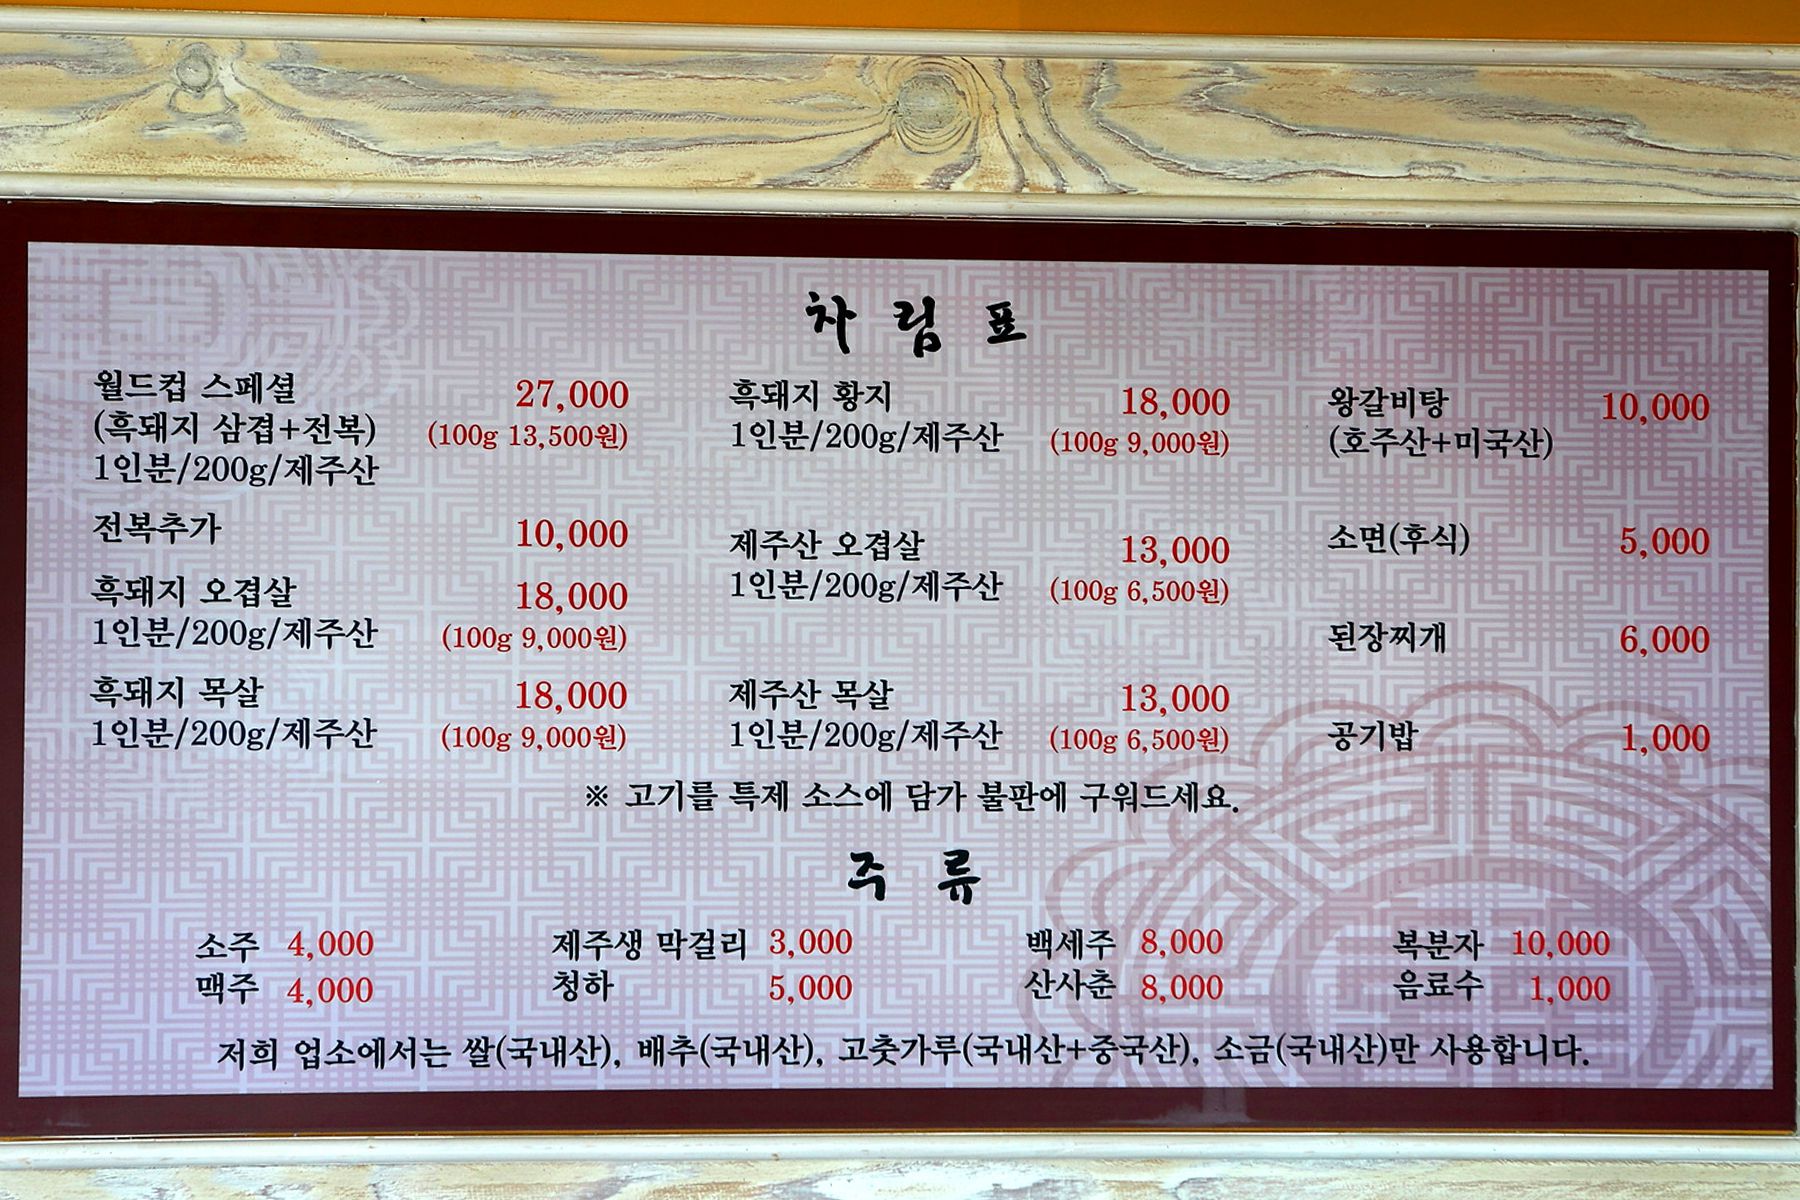 차림표
월드컵 스페셜 27,000
(흑돼지 삼겹+전복) (100g 13,500원)
1인분/200g/제주산
전복추가 10,000
흑돼지 오겹살 18,000
1인분/200g/제주산 (100g 9,000원)
흑돼지 목살 18,000
1인분/200g/제주산 (100g 9,000원)
흑돼지 황지 18,000
1인분/200g/제주산 (100g 9,000원)
제주산 오겹살 13,000
1인분/200g/제주산 (100g 6,500원)
제주산 목살 13,000
1인분/200g/제주산 (100g 6,500원)
왕갈비탕 10,000
(호주산+미국산)
소면(후식) 5,000
된장찌개 6,000
공기밥 1,000
※ 고기를 특제 소스에 담가 불판에 구워드세요.
주류
소주 4,000 제주생 막걸리 3,000 백세주 8,000 복분자 10,000
맥주 4,000 청하 5,000 산사춘 8,000 음료수 1,000
저희 업소에서는 쌀(국내산), 배추(국내산), 고춧가루(국내산+중국산), 소금(국내산)만 사용합니다.